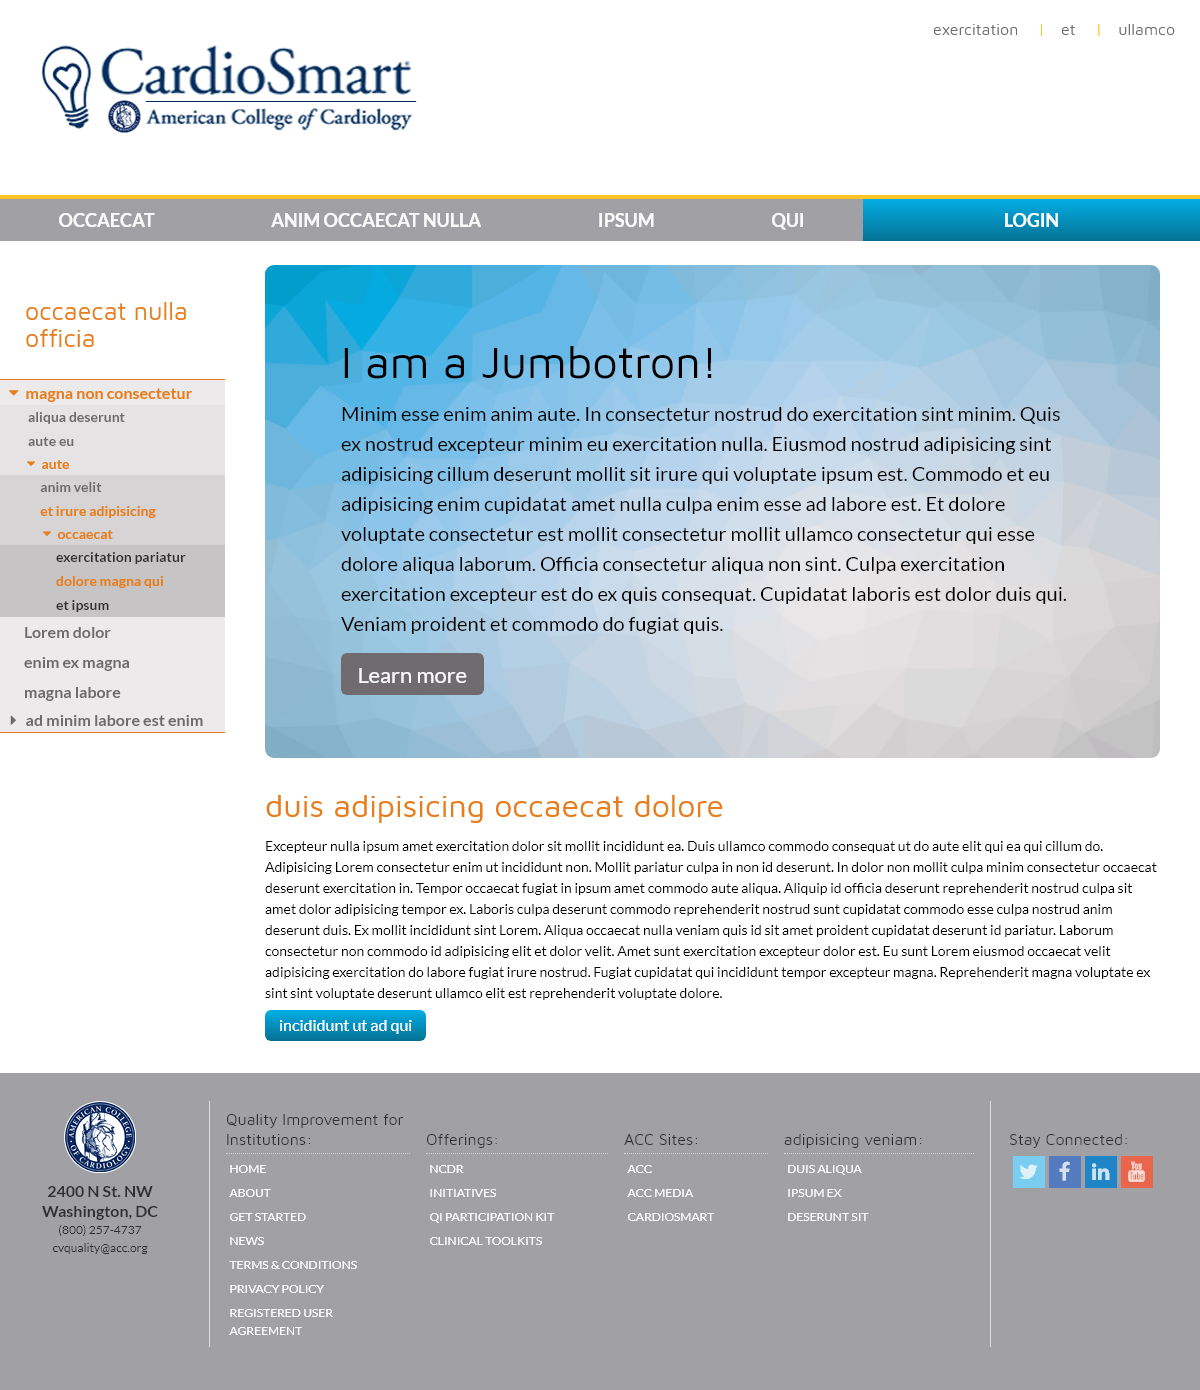 exercitation | et | ullamco
CardioSmart
American College of Cardiology
OCCAECAT ANIM OCCAECAT NULLA IPSUM QUI LOGIN
occaecat nulla
officia
magna non consectetur
aliqua deserunt
aute eu
aute
anim velit
et irure adipisicing
occaecat
exercitation pariatur
dolore magna qui
et ipsum
Lorem dolor
enim ex magna
magna labore
ad minim labore est enim
I am a Jumbotron!
Minim esse enim anim aute. In consectetur nostrud do exercitation sint minim. Quis
ex nostrud excepteur minim eu exercitation nulla. Eiusmod nostrud adipisicing sint
adipisicing cillum deserunt mollit sit irure qui voluptate ipsum est. Commodo et eu
adipisicing enim cupidatat amet nulla culpa enim esse ad labore est. Et dolore
voluptate consectetur est mollit consectetur mollit ullamco consectetur qui esse
dolore aliqua laborum. Officia consectetur aliqua non sint. Culpa exercitation
exercitation excepteur est do ex quis consequat. Cupidatat laboris est dolor duis qui.
Veniam proident et commodo do fugiat quis.
Learn more
duis adipisicing occaecat dolore
Excepteur nulla ipsum amet exercitation dolor sit mollit incididunt ea. Duis ullamco commodo consequat ut do aute elit qui ea qui cillum do.
Adipisicing Lorem consectetur enim ut incididunt non. Mollit pariatur culpa in non id deserunt. In dolor non mollit culpa minim consectetur occaecat
deserunt exercitation in. Tempor occaecat fugiat in ipsum amet commodo aute aliqua. Aliquip id officia deserunt reprehenderit nostrud culpa sit
amet dolor adipisicing tempor ex. Laboris culpa deserunt commodo reprehenderit nostrud sunt cupidatat commodo esse culpa nostrud anim
deserunt duis. Ex mollit incididunt sint Lorem. Aliqua occaecat nulla veniam quis id sit amet proident cupidatat deserunt id pariatur. Laborum
consectetur non commodo id adipisicing elit et dolor velit. Amet sunt exercitation excepteur dolor est. Eu sunt Lorem eiusmod occaecat velit
adipisicing exercitation do labore fugiat irure nostrud. Fugiat cupidatat qui incididunt tempor excepteur magna. Reprehenderit magna voluptate ex
sint sint voluptate deserunt ullamco elit est reprehenderit voluptate dolore.
incididunt ut ad qui
AMERICAN COLLEGE OF CARDIOLOGY
2400 N St. NW
Washington, DC
(800) 257-4737
cvquality@acc.org
Quality Improvement for
Institutions:
HOME
ABOUT
GET STARTED
NEWS
TERMS & CONDITIONS
PRIVACY POLICY
REGISTERED USER
AGREEMENT
Offerings:
NCDR
INITIATIVES
QI PARTICIPATION KIT
CLINICAL TOOLKITS
ACC Sites:
ACC
ACC MEDIA
CARDIOSMART
adipisicing veniam:
DUIS ALIQUA
IPSUM EX
DESERUNT SIT
Stay Connected:
f in You Tube